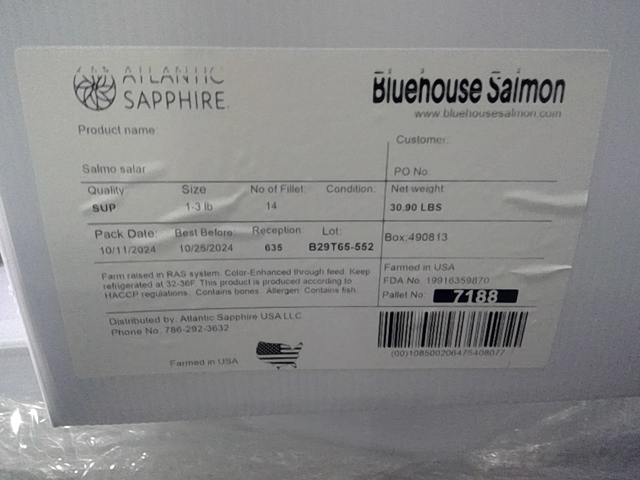 ATLANTIC
SAPPHIRE.
Bluehouse Salmon
www.bluehousesalmon.com
Product name
Customer:
Salmo salar
PO No.
Quality: Size No of Fillet: Condition: Net weight:
SUP 1-3 lb 14 30.90 LBS
Pack Date: Best Before: Reception Lot: Box:490813
10/11/2024 10/25/2024 635 B29T65-552
Farm raised in RAS system. Color-Enhanced through feed. Keep
refrigerated at 32-36F. This product is produced according to
HACCP regulations. Contains bones. Allergen: Contains fish.
Farmed in USA
FDA No. 19916359870
Pallet No: 7188
Distributed by: Atlantic Sapphire USA LLC
Phone No. 786-292-3632
Farmed in USA
(00)108500206475408077